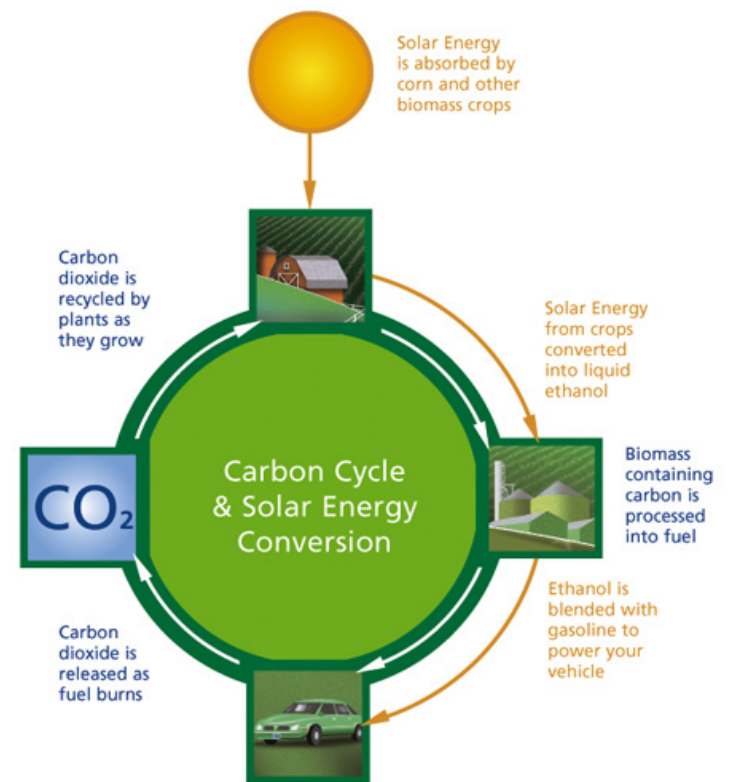 Solar Energy
is absorbed by
corn and other
biomass crops
Carbon
dioxide is
recycled by
plants as
they grow
Solar Energy
from crops
converted
into liquid
ethanol
Carbon Cycle
& Solar Energy
Conversion
CO₂
Biomass
containing
carbon is
processed
into fuel
Carbon
dioxide is
released as
fuel burns
Ethanol is
blended with
gasoline to
power your
vehicle